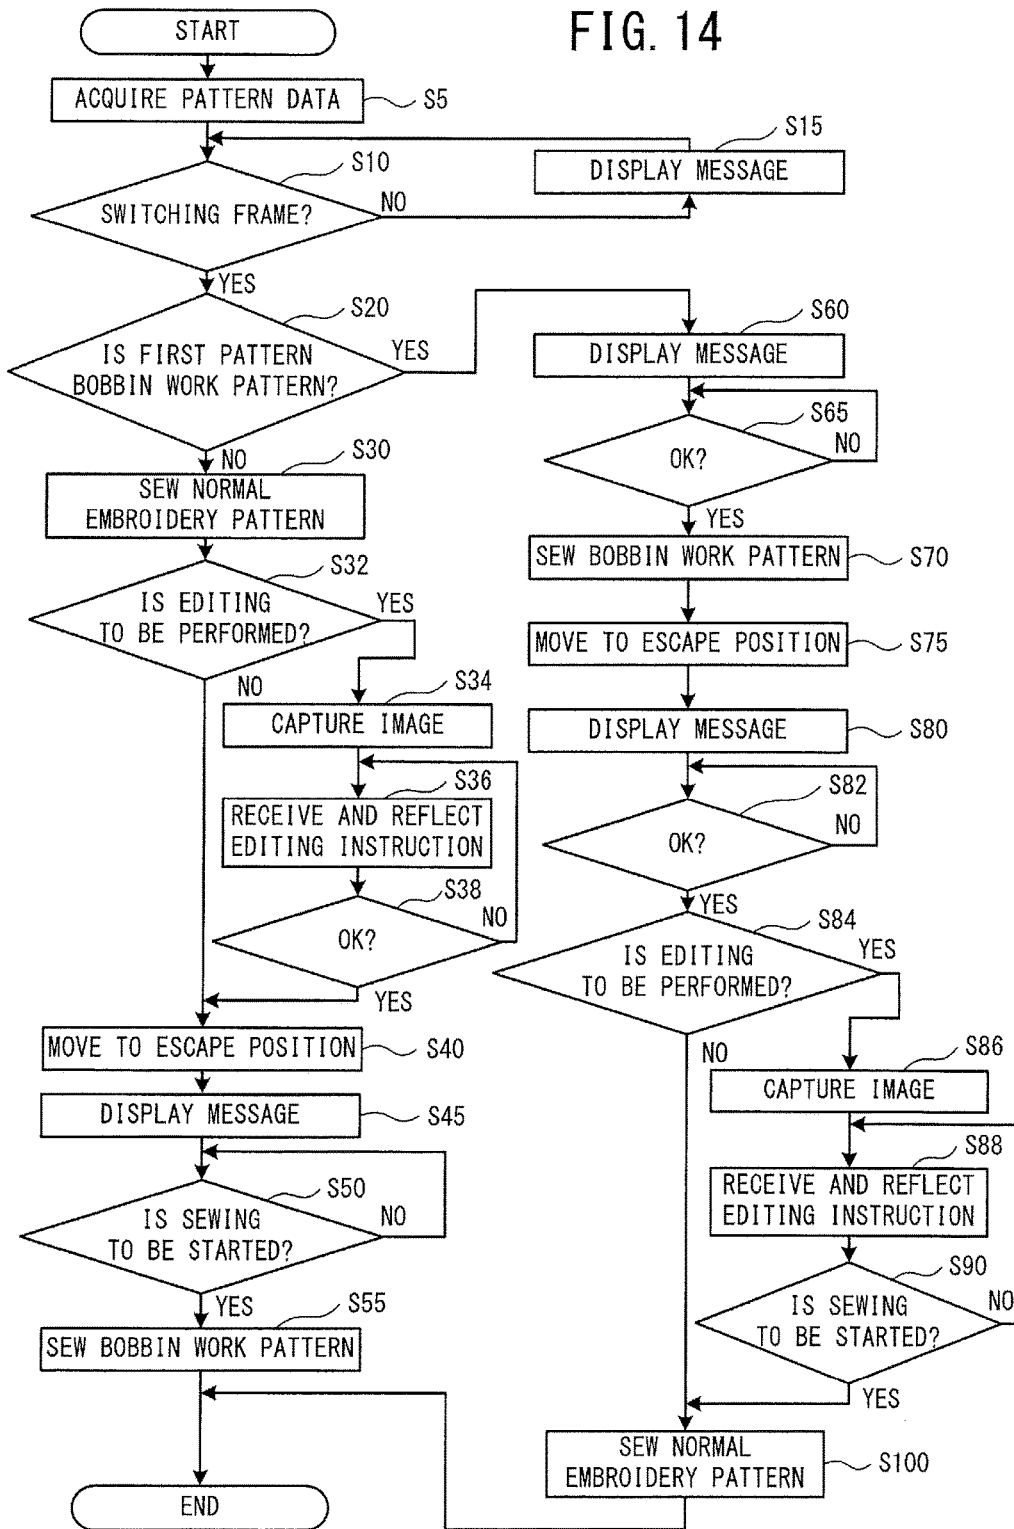 FIG. 14
START
ACQUIRE PATTERN DATA
S5
S15
DISPLAY MESSAGE
S10
SWITCHING FRAME?
NO
YES
S20
IS FIRST PATTERN
BOBBIN WORK PATTERN?
YES
NO
S30
SEW NORMAL
EMBROIDERY PATTERN
S32
IS EDITING
TO BE PERFORMED?
YES
NO
S34
CAPTURE IMAGE
S36
RECEIVE AND REFLECT
EDITING INSTRUCTION
S38
OK?
NO
YES
MOVE TO ESCAPE POSITION
S40
DISPLAY MESSAGE
S45
S50
IS SEWING
TO BE STARTED?
NO
YES
S55
SEW BOBBIN WORK PATTERN
END
S60
DISPLAY MESSAGE
S65
OK?
NO
YES
SEW BOBBIN WORK PATTERN
S70
MOVE TO ESCAPE POSITION
S75
DISPLAY MESSAGE
S80
S82
OK?
NO
YES
S84
IS EDITING
TO BE PERFORMED?
YES
NO
S86
CAPTURE IMAGE
S88
RECEIVE AND REFLECT
EDITING INSTRUCTION
S90
IS SEWING
TO BE STARTED?
NO
YES
SEW NORMAL
EMBROIDERY PATTERN
S100